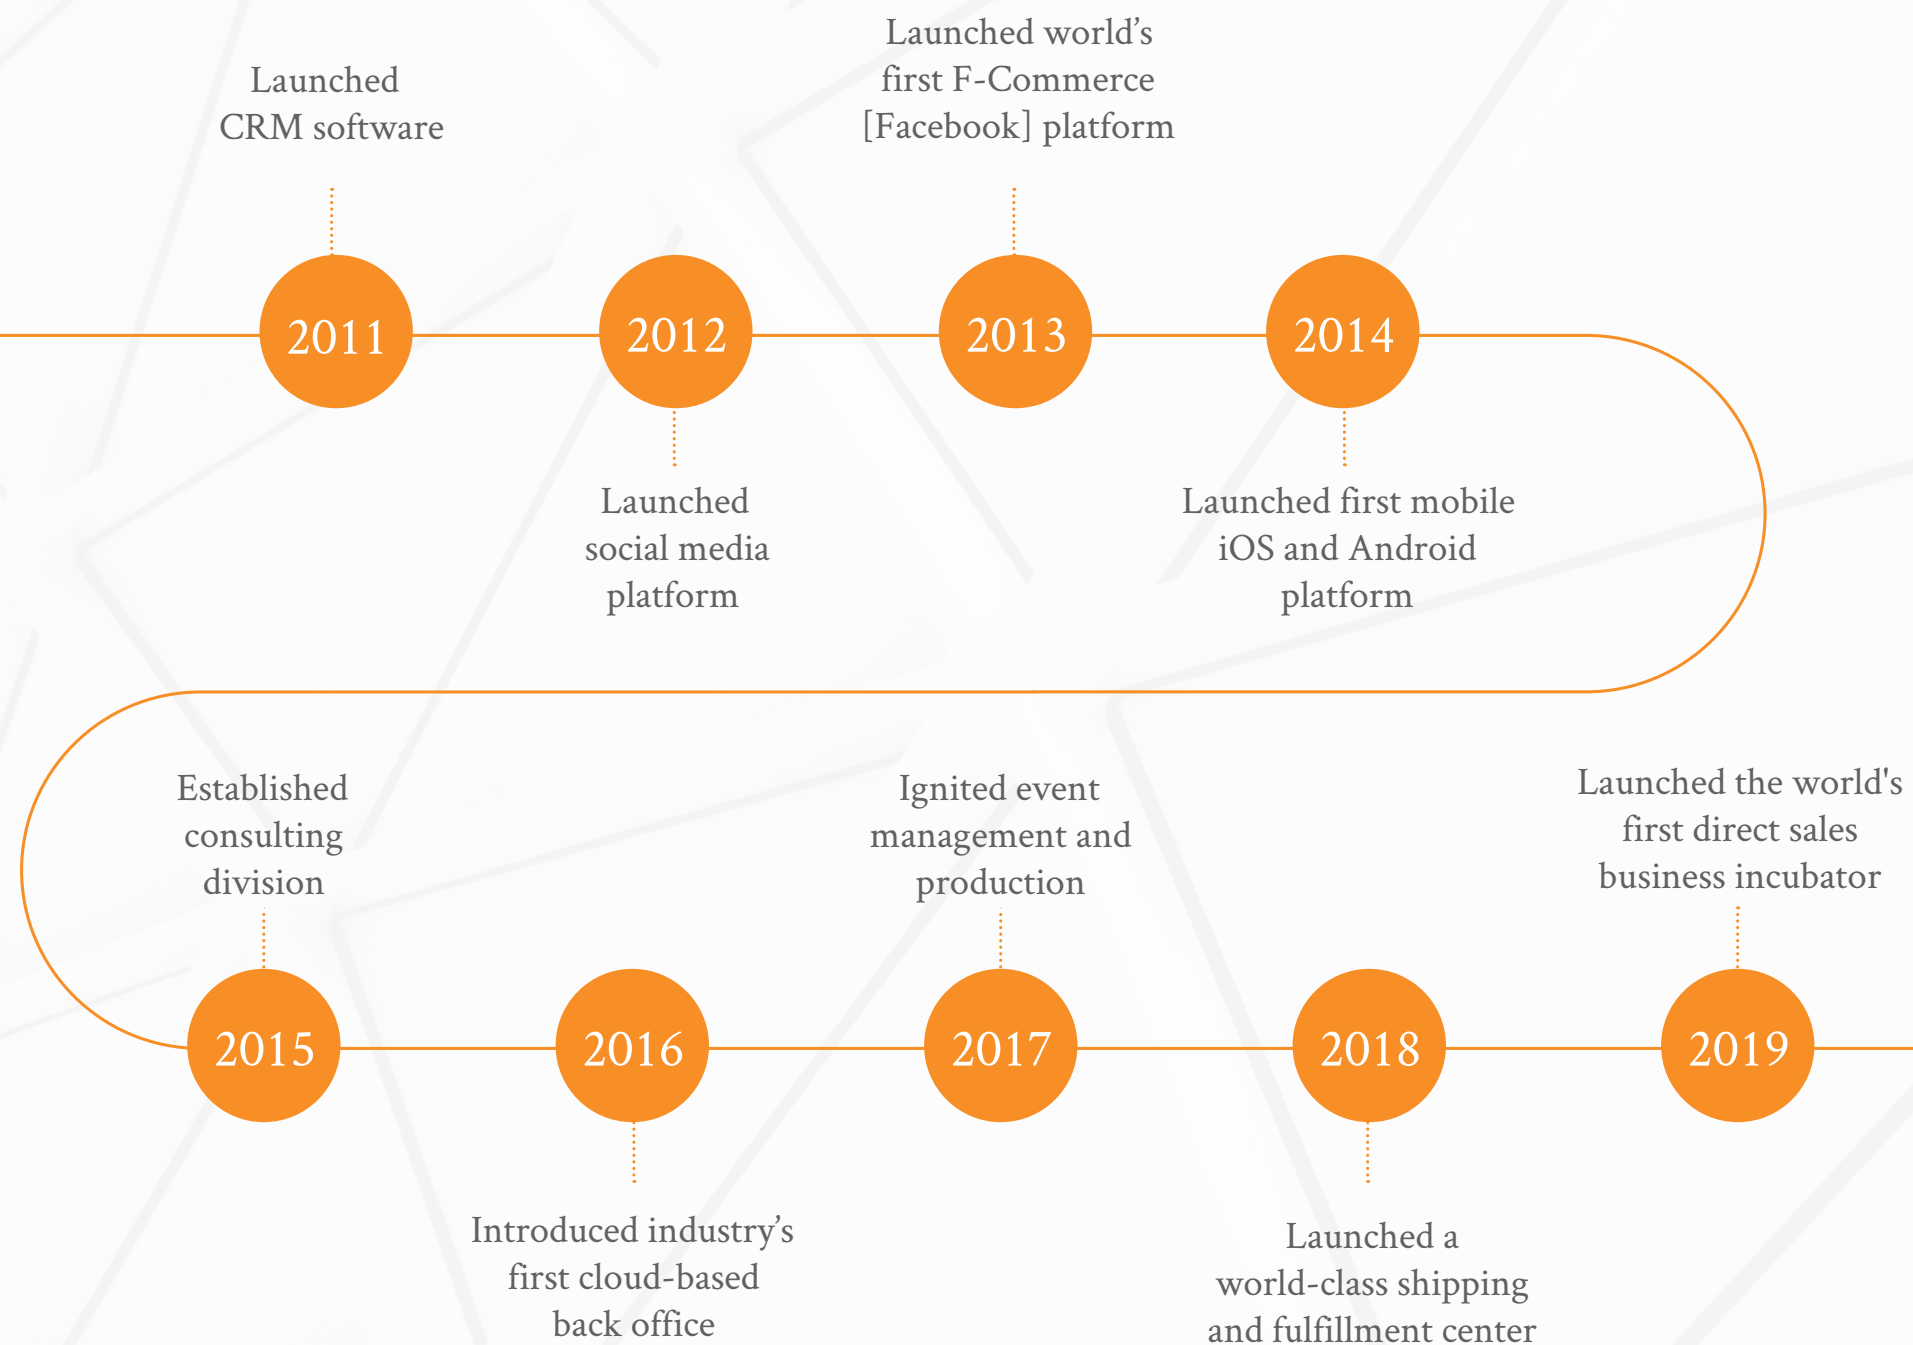 Launched
CRM software
2011
2012
Launched
social media
platform
Launched world’s
first F-Commerce
[Facebook] platform
2013
2014
Launched first mobile
iOS and Android
platform
Established
consulting
division
2015
2016
Introduced industry’s
first cloud-based
back office
Ignited event
management and
production
2017
2018
Launched a
world-class shipping
and fulfillment center
Launched the world's
first direct sales
business incubator
2019